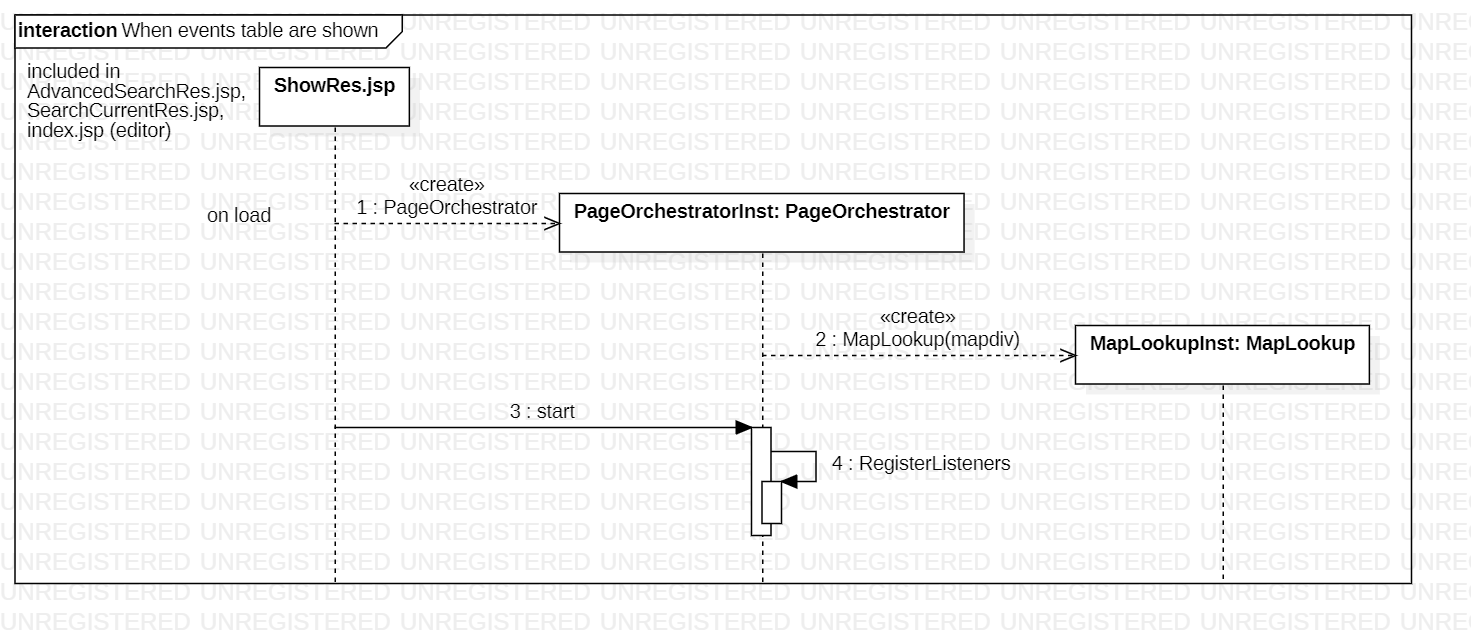 interaction When events table are shown
included in
AdvancedSearchRes.jsp,
SearchCurrentRes.jsp,
index.jsp (editor)
ShowRes.jsp
on load
«create»
1 : PageOrchestrator
PageOrchestratorInst: PageOrchestrator
«create»
2 : MapLookup(mapdiv)
MapLookupInst: MapLookup
3 : start
4 : RegisterListeners
UNREGISTERED